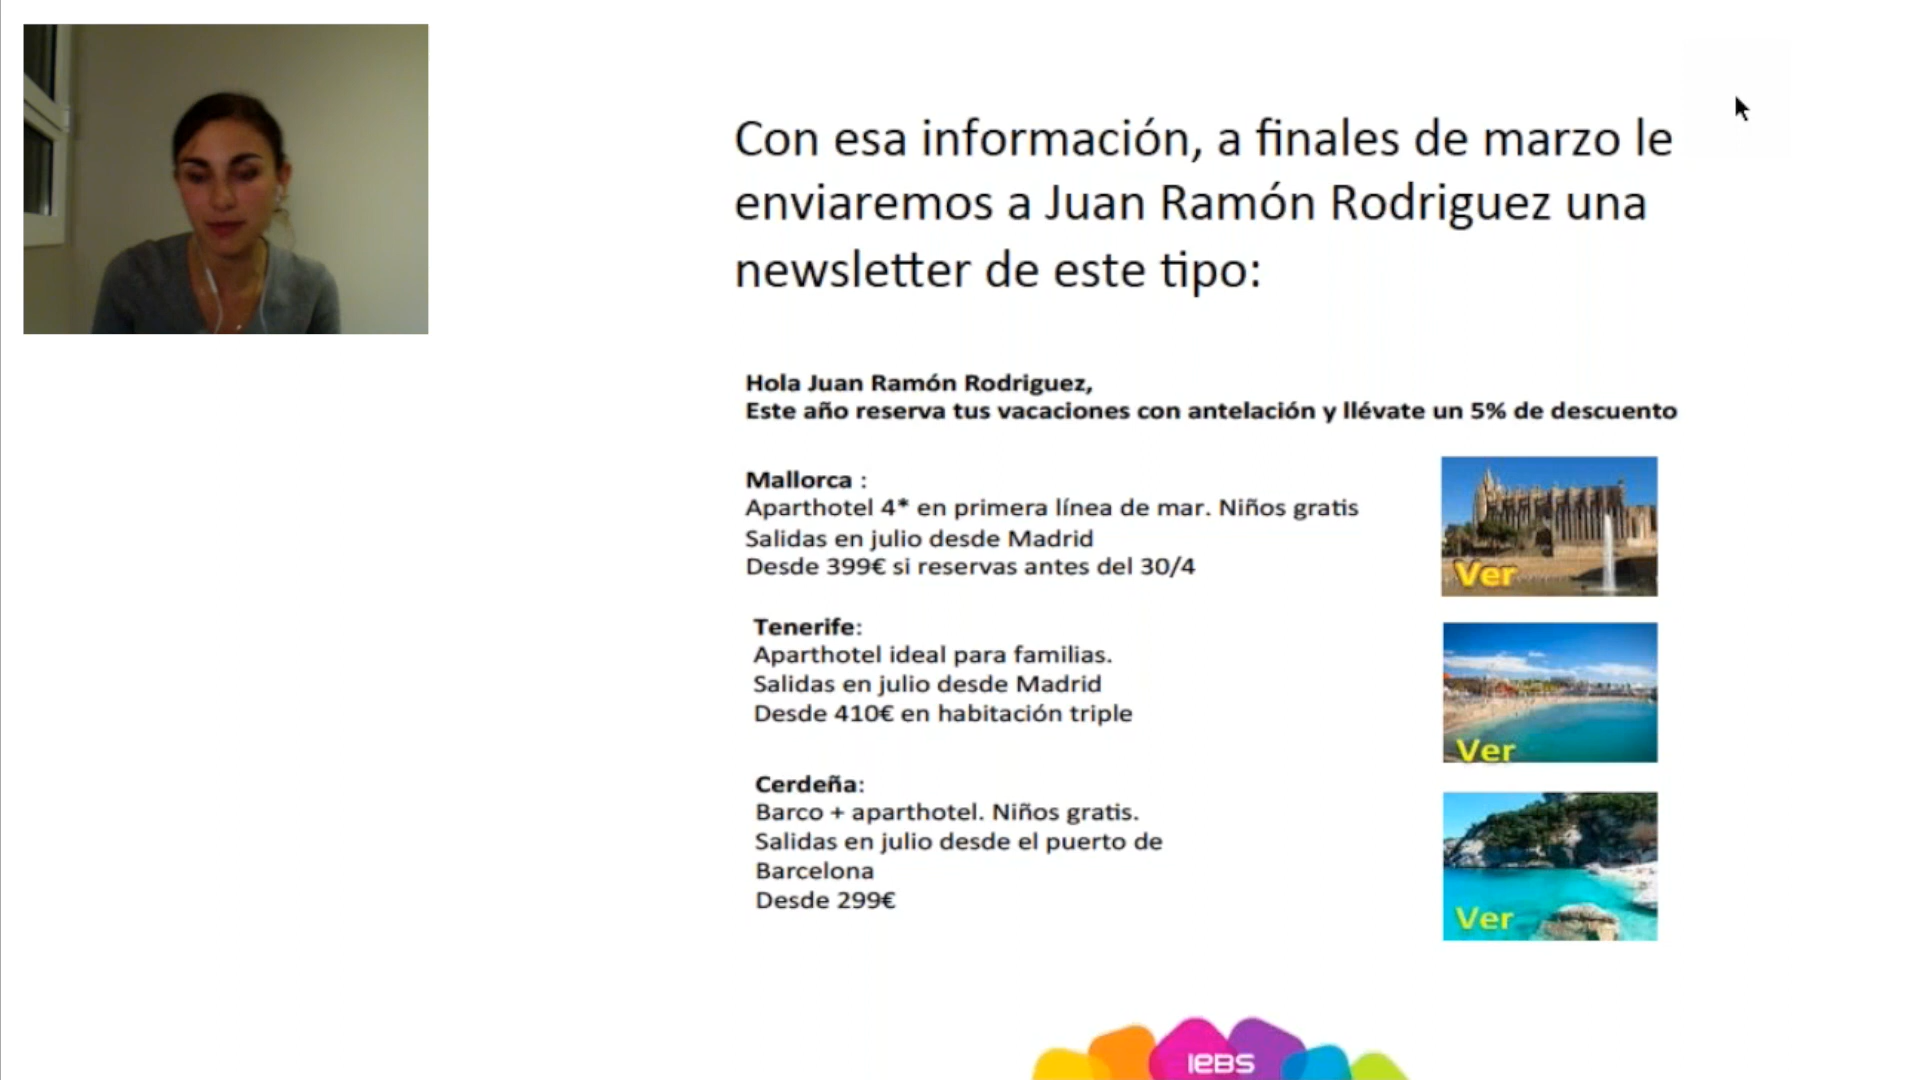 Con esa información, a finales de marzo le
enviaremos a Juan Ramón Rodriguez una
newsletter de este tipo:
Hola Juan Ramón Rodriguez,
Este año reserva tus vacaciones con antelación y llévate un 5% de descuento
Mallorca :
Aparthotel 4* en primera línea de mar. Niños gratis
Salidas en julio desde Madrid
Desde 399€ si reservas antes del 30/4
Ver
Tenerife:
Aparthotel ideal para familias.
Salidas en julio desde Madrid
Desde 410€ en habitación triple
Ver
Cerdeña:
Barco + aparthotel. Niños gratis.
Salidas en julio desde el puerto de
Barcelona
Desde 299€
Ver
IEBS